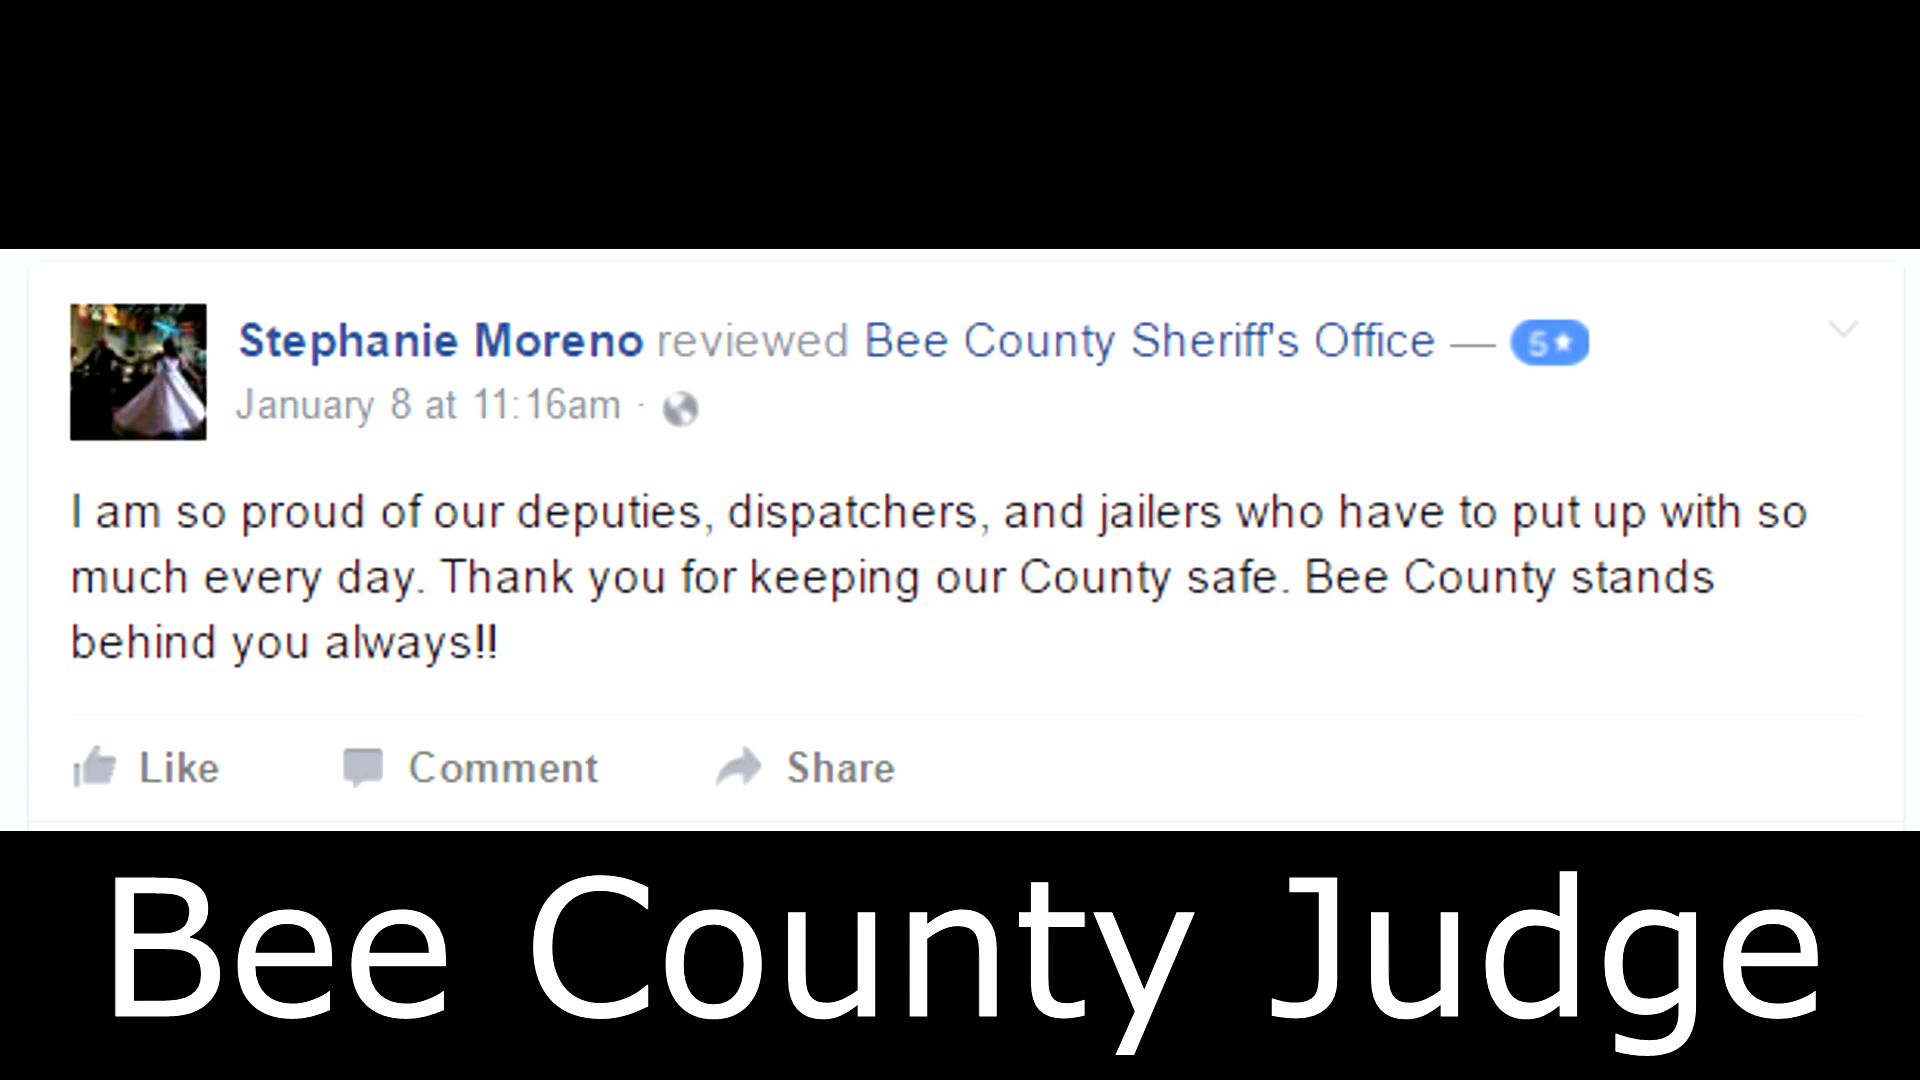 Stephanie Moreno reviewed Bee County Sheriff's Office — 5★
January 8 at 11:16am ·
I am so proud of our deputies, dispatchers, and jailers who have to put up with so
much every day. Thank you for keeping our County safe. Bee County stands
behind you always!!
Like Comment Share
Bee County Judge